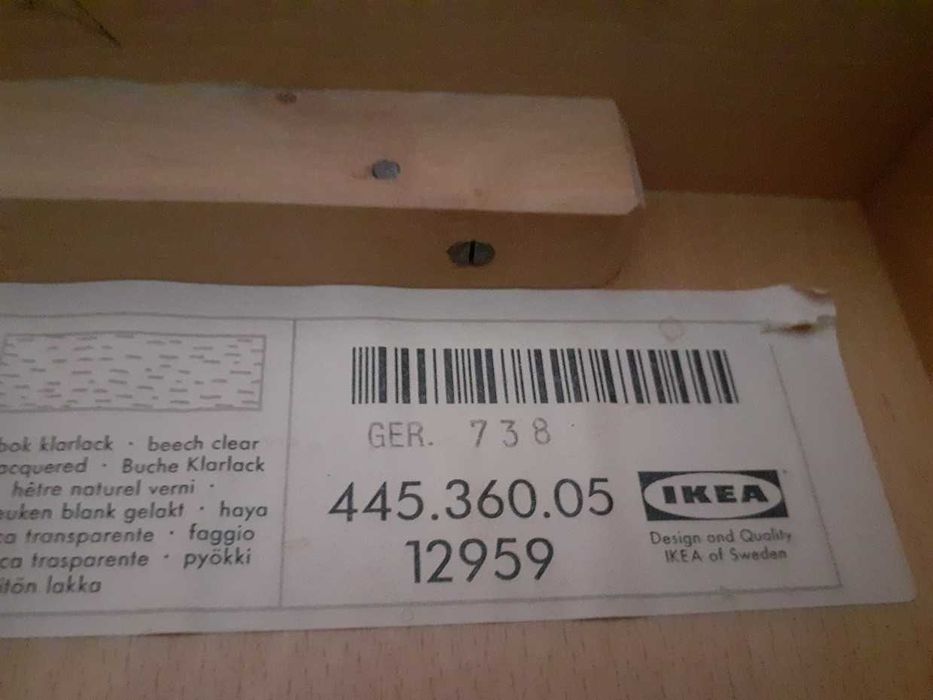 bok klarlack · beech clear
acquered · Buche Klarlack
hêtre naturel verni ·
euken blank gelakt · haya
ca transparente · faggio
ca trasparente · pyökki
itön lakka
GER. 738
445.360.05
12959
IKEA
Design and Quality
IKEA of Sweden